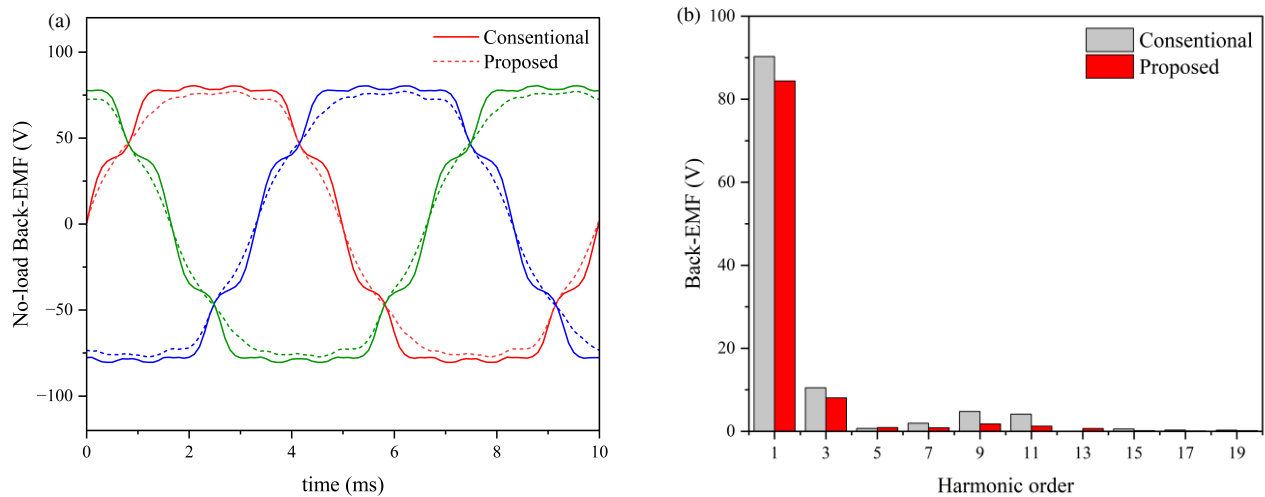 (a)
Consentional
Proposed
No-load Back-EMF (V)
100
50
0
−50
−100
0 2 4 6 8 10
time (ms)
(b)
Consentional
Proposed
Back-EMF (V)
100
80
60
40
20
0
1 3 5 7 9 11 13 15 17 19
Harmonic order